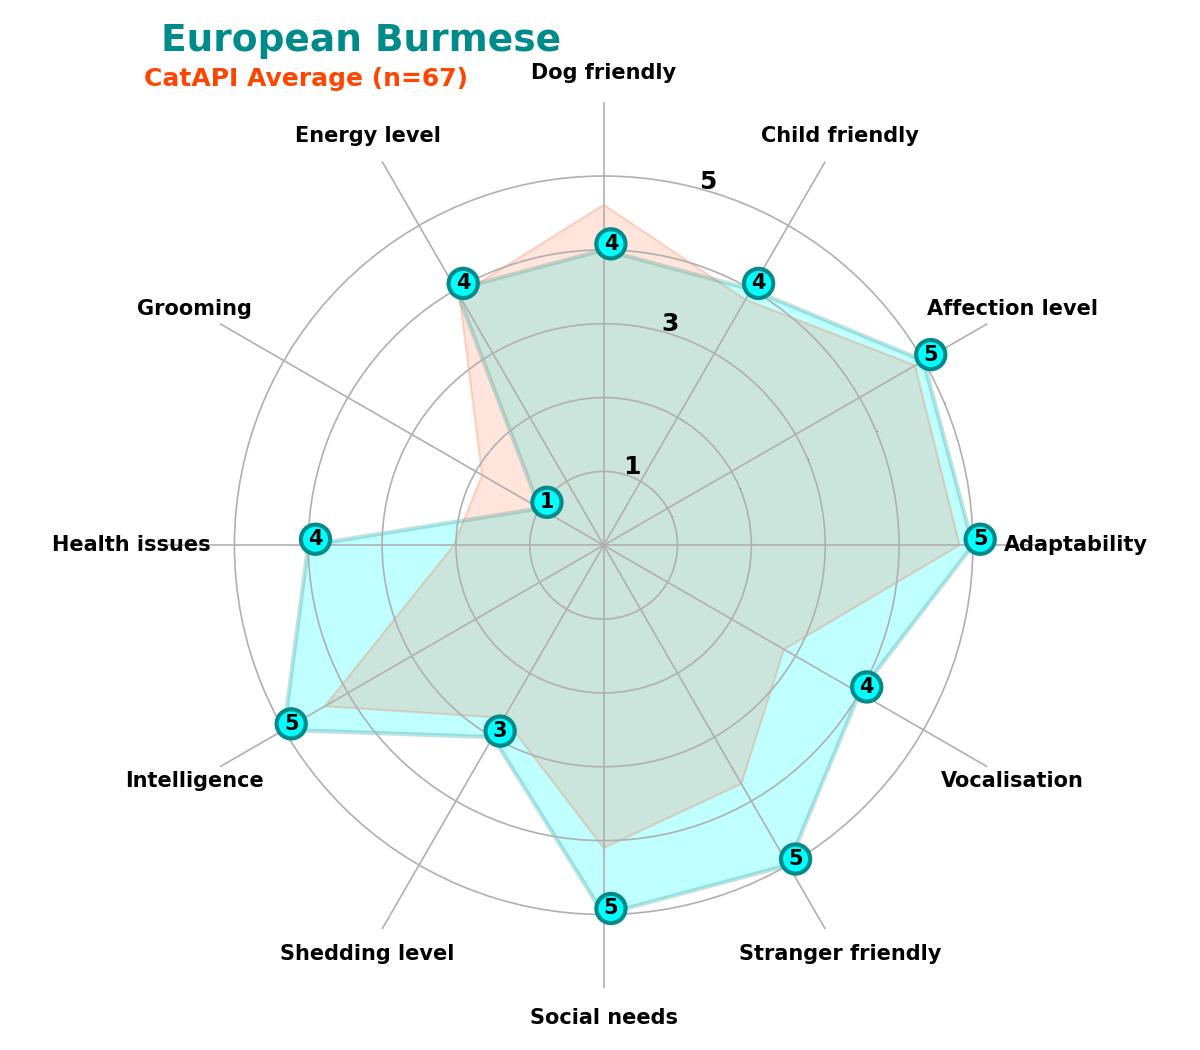 European Burmese
CatAPI Average (n=67)
Dog friendly
Energy level
Child friendly
5
4
4
4
Grooming
Affection level
3
5
1
1
Health issues
4
5
Adaptability
4
5
3
Intelligence
Vocalisation
5
5
Shedding level
Stranger friendly
Social needs